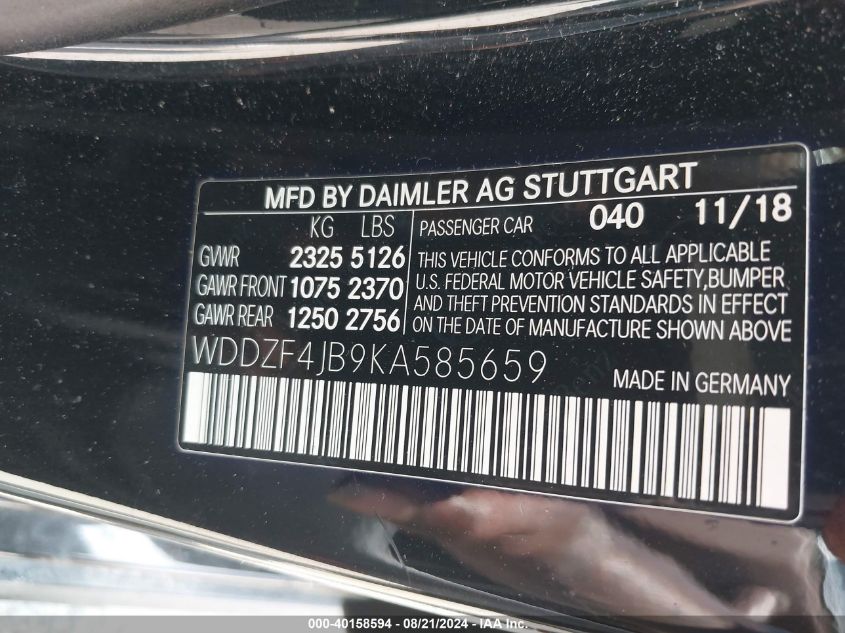 MFD BY DAIMLER AG STUTTGART
KG LBS
GVWR 2325 5126
GAWR FRONT 1075 2370
GAWR REAR 1250 2756
PASSENGER CAR 040 11/18
THIS VEHICLE CONFORMS TO ALL APPLICABLE
U.S. FEDERAL MOTOR VEHICLE SAFETY,BUMPER
AND THEFT PREVENTION STANDARDS IN EFFECT
ON THE DATE OF MANUFACTURE SHOWN ABOVE
WDDZF4JB9KA585659
MADE IN GERMANY
000-40158594 - 08/21/2024 - IAA Inc.